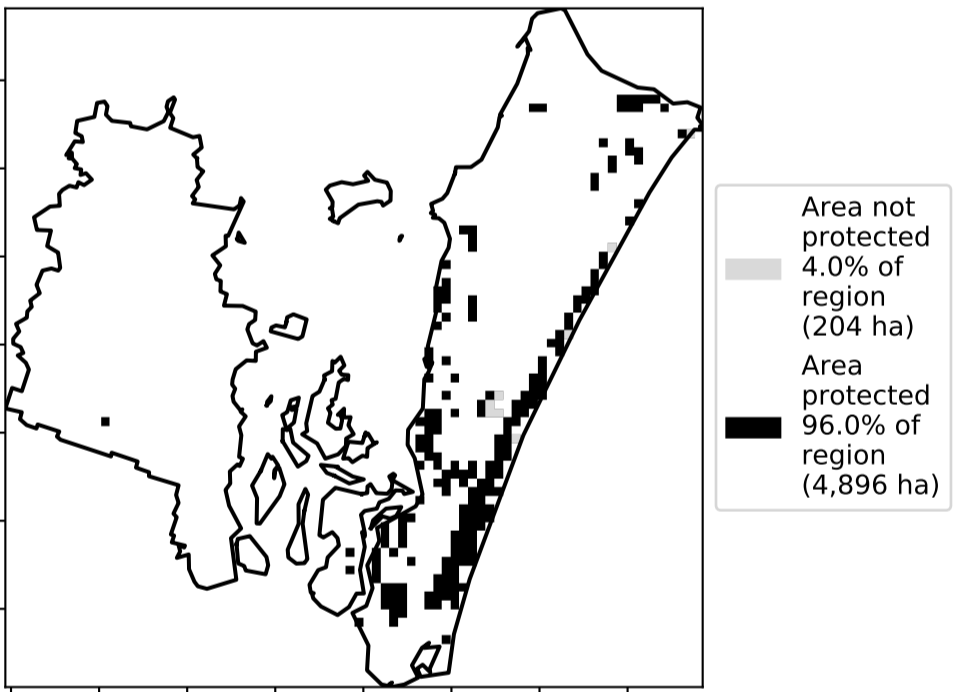 Area not
protected
4.0% of
region
(204 ha)
Area
protected
96.0% of
region
(4,896 ha)